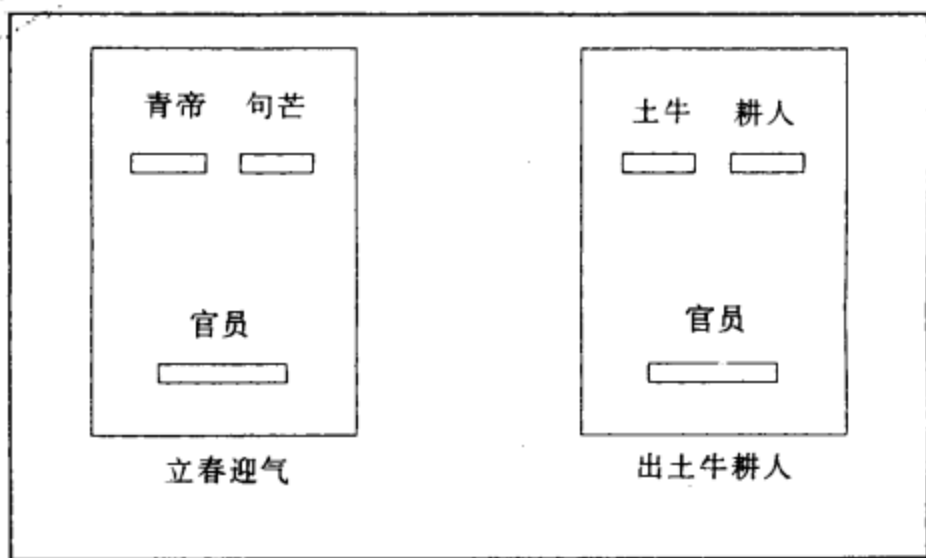 青帝 句芒
官员
立春迎气
土牛 耕人
官员
出土牛耕人